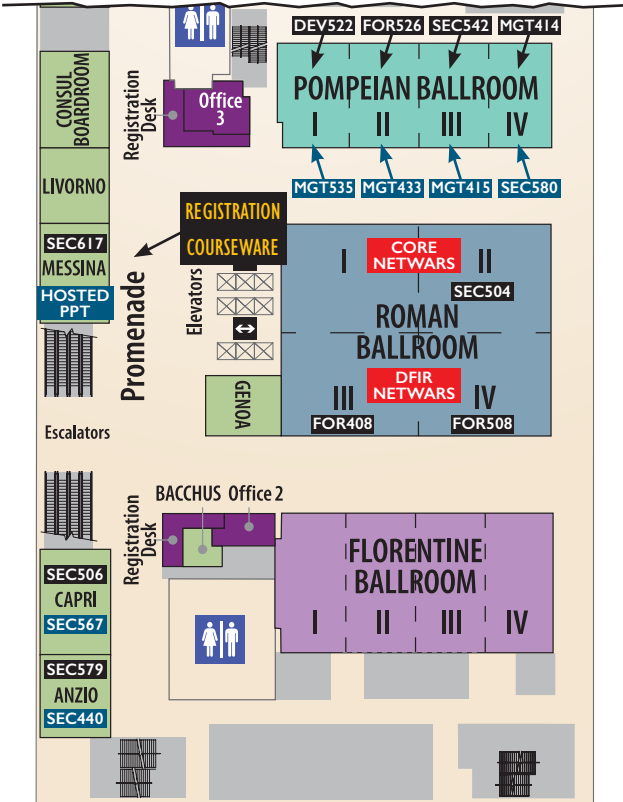 DEV522 FOR526 SEC542 MGT414
CONSUL
BOARDROOM
Registration
Desk
Office
3
POMPEIAN BALLROOM
I II III IV
MGT535 MGT433 MGT415 SEC580
LIVORNO
REGISTRATION
COURSEWARE
SEC617
MESSINA
HOSTED
PPT
Promenade
Elevators
I
CORE
NETWARS
II
SEC504
ROMAN
BALLROOM
DFIR
NETWARS
III
IV
FOR408
FOR508
GENOA
Escalators
BACCHUS Office 2
Registration
Desk
FLORENTINE
BALLROOM
I II III IV
SEC506
CAPRI
SEC567
SEC579
ANZIO
SEC440